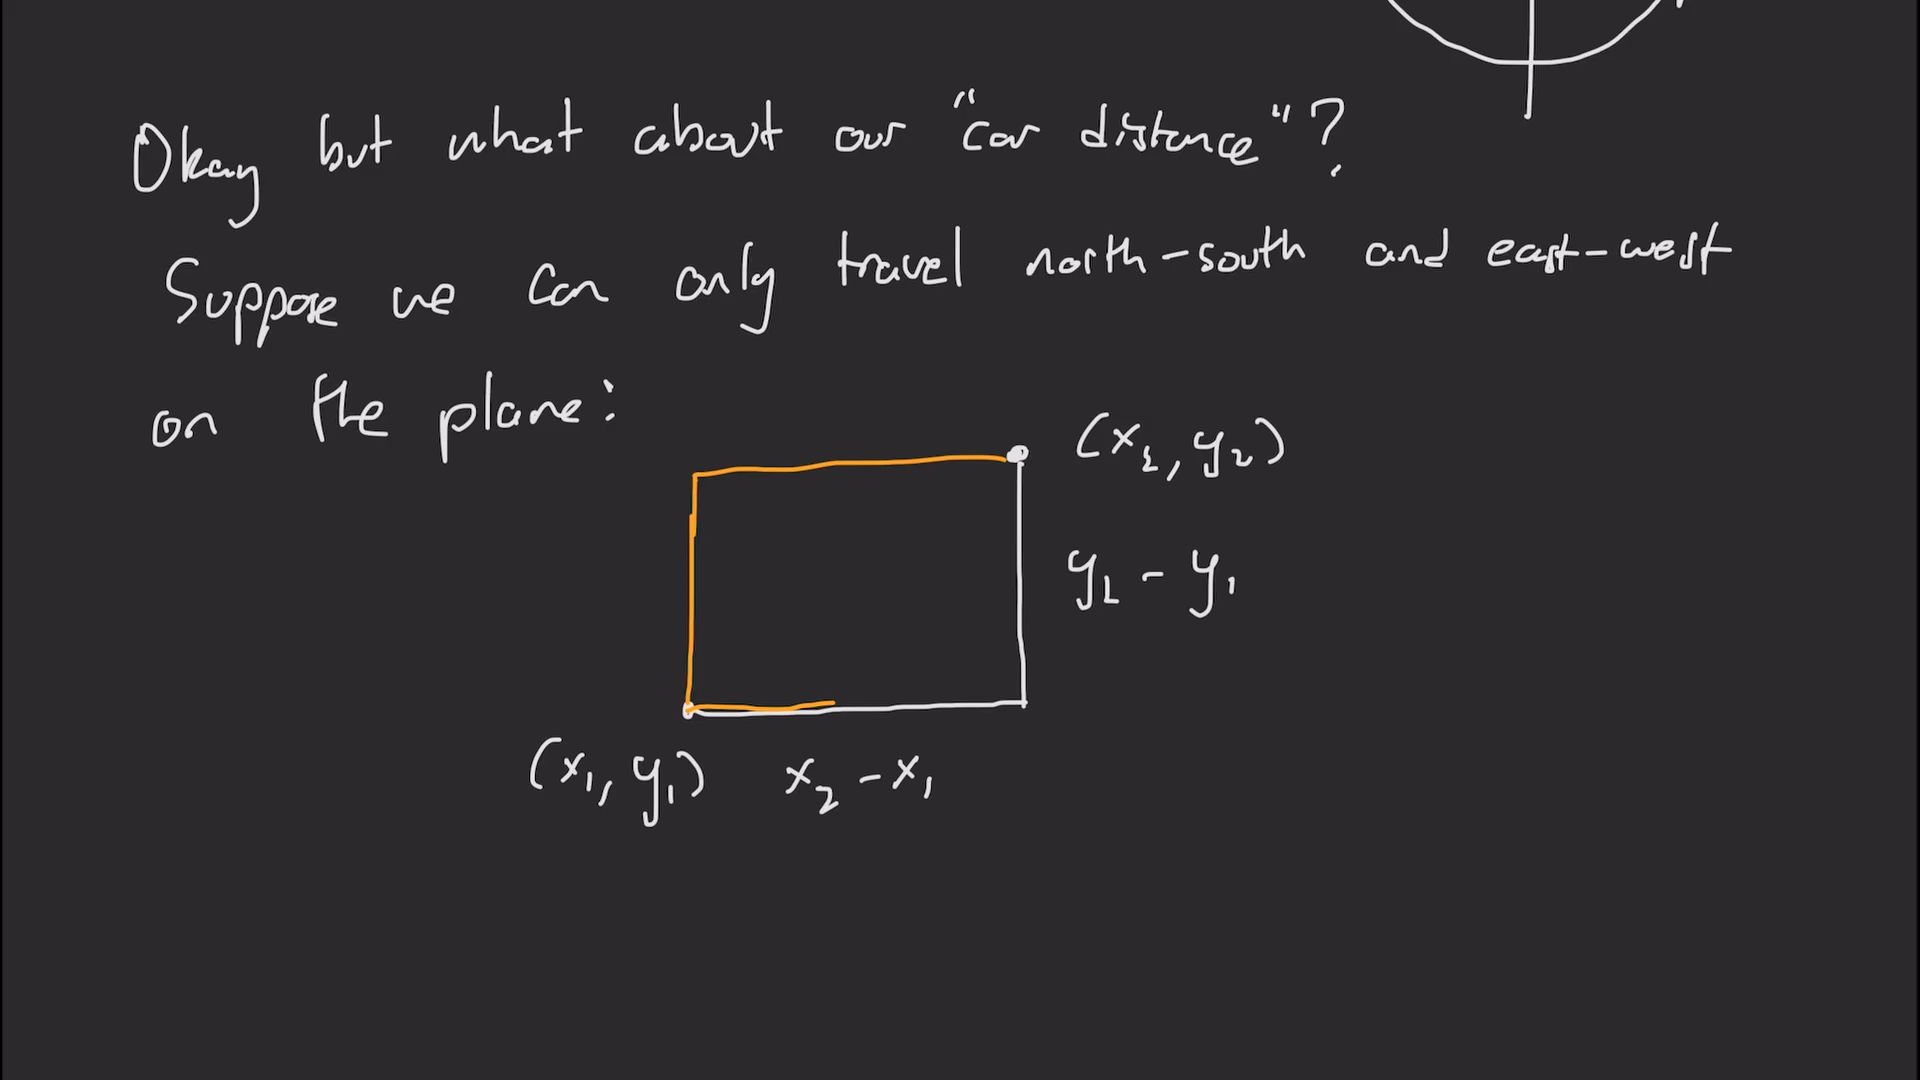 Okay but what about our "car distance"?
Suppose we can only travel north-south and east-west
on the plane:
(x₂, y₂)
y₂ - y₁
(x₁, y₁) x₂ - x₁